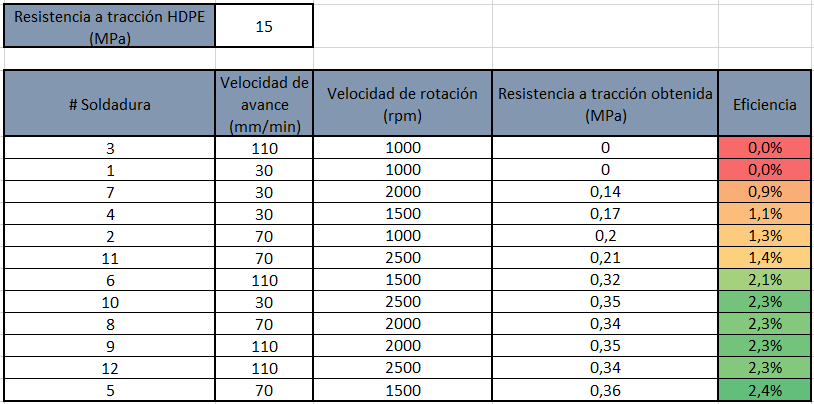 Resistencia a tracción HDPE (MPa) 15
# Soldadura Velocidad de avance (mm/min) Velocidad de rotación (rpm) Resistencia a tracción obtenida (MPa) Eficiencia
3 110 1000 0 0,0%
1 30 1000 0 0,0%
7 30 2000 0,14 0,9%
4 30 1500 0,17 1,1%
2 70 1000 0,2 1,3%
11 70 2500 0,21 1,4%
6 110 1500 0,32 2,1%
10 30 2500 0,35 2,3%
8 70 2000 0,34 2,3%
9 110 2000 0,35 2,3%
12 110 2500 0,34 2,3%
5 70 1500 0,36 2,4%